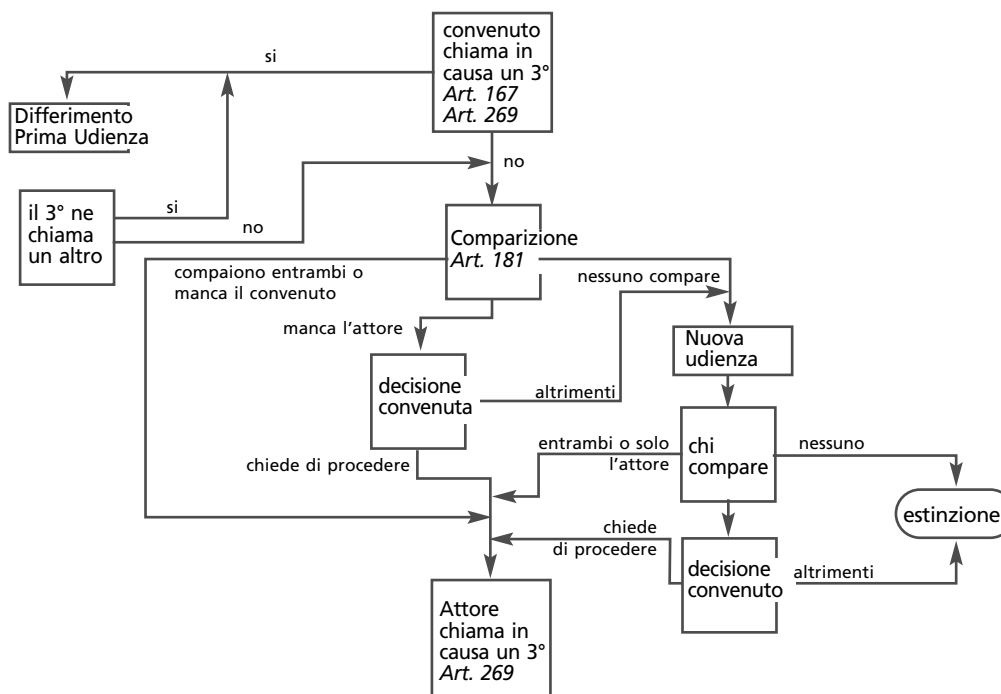 convenuto
chiama in
causa un 3°
Art. 167
Art. 269
si
Differimento
Prima Udienza
no
il 3° ne
chiama
un altro
si
no
Comparizione
Art. 181
compaiono entrambi o
manca il convenuto
nessuno compare
manca l'attore
Nuova
udienza
decisione
convenuta
altrimenti
chi
compare
entrambi o solo
l'attore
nessuno
chiede di procedere
estinzione
chiede
di procedere
decisione
convenuto
altrimenti
Attore
chiama in
causa un 3°
Art. 269